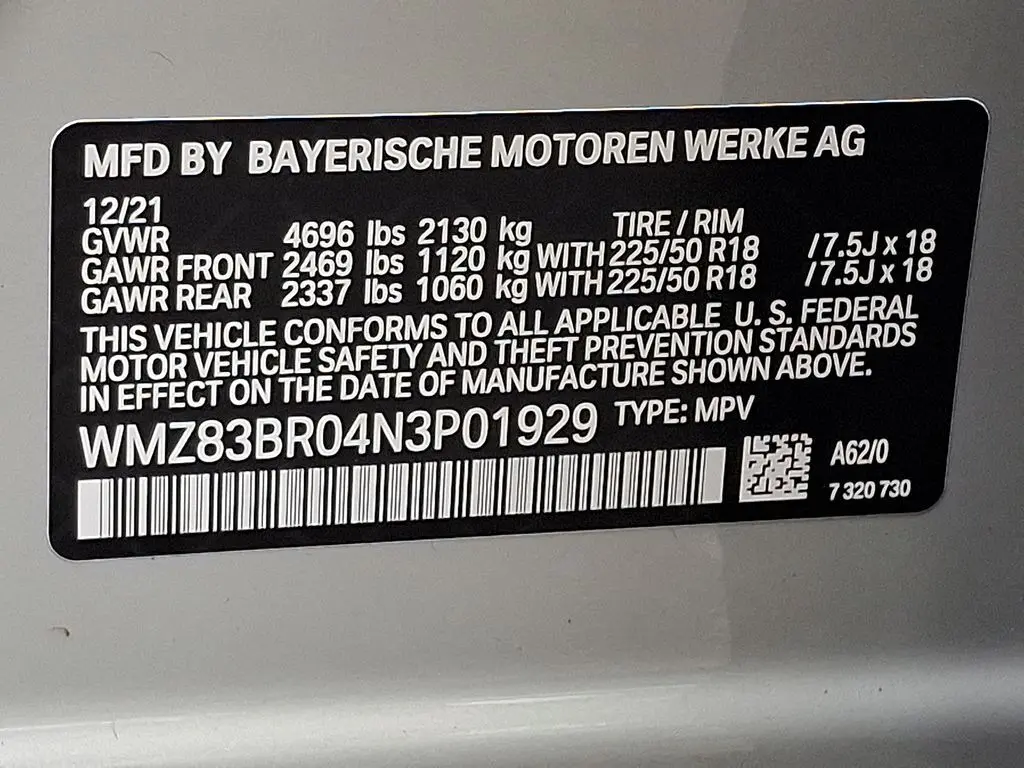 MFD BY BAYERISCHE MOTOREN WERKE AG
12/21 TIRE / RIM
GVWR 4696 lbs 2130 kg
GAWR FRONT 2469 lbs 1120 kg WITH 225/50 R18 /7.5J x 18
GAWR REAR 2337 lbs 1060 kg WITH 225/50 R18 /7.5J x 18
THIS VEHICLE CONFORMS TO ALL APPLICABLE U. S. FEDERAL
MOTOR VEHICLE SAFETY AND THEFT PREVENTION STANDARDS
IN EFFECT ON THE DATE OF MANUFACTURE SHOWN ABOVE.
WMZ83BR04N3P01929 TYPE: MPV
A62/0
7 320 730